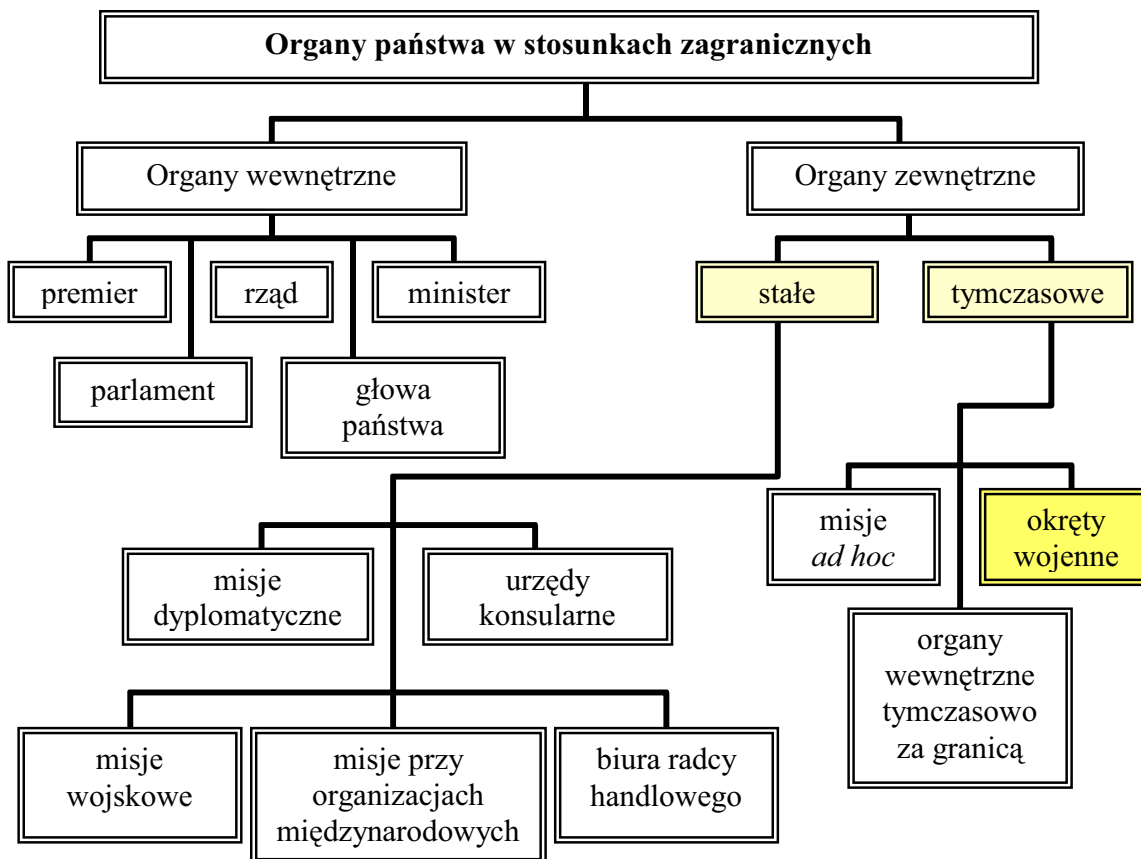 Organy państwa w stosunkach zagranicznych
Organy wewnętrzne
Organy zewnętrzne
premier
rząd
minister
stałe
tymczasowe
parlament
głowa
państwa
misje
ad hoc
okręty
wojenne
misje
dyplomatyczne
urzędy
konsularne
organy
wewnętrzne
tymczasowo
za granicą
misje
wojskowe
misje przy
organizacjach
międzynarodowych
biura radcy
handlowego